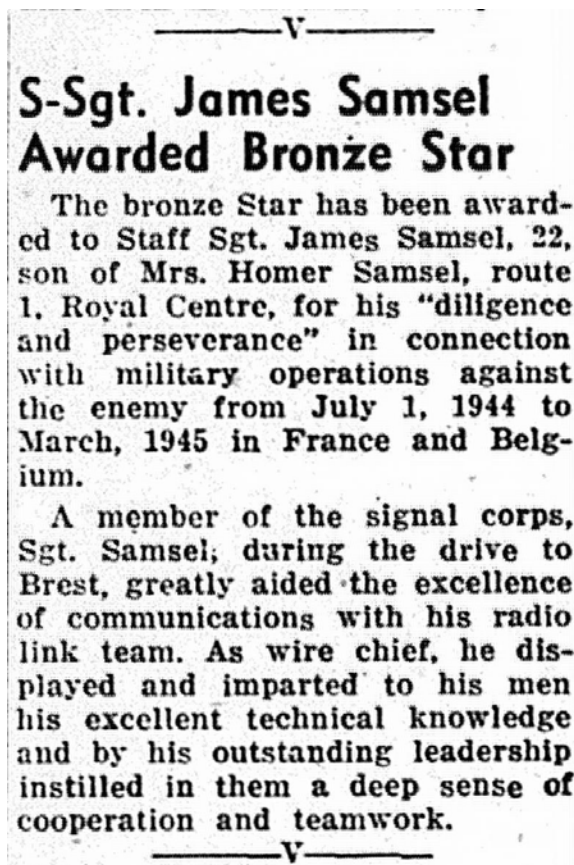 V
S-Sgt. James Samsel
Awarded Bronze Star
The bronze Star has been award-
ed to Staff Sgt. James Samsel, 22,
son of Mrs. Homer Samsel, route
1, Royal Centre, for his “diligence
and perseverance” in connection
with military operations against
the enemy from July 1, 1944 to
March, 1945 in France and Belg-
ium.
A member of the signal corps,
Sgt. Samsel, during the drive to
Brest, greatly aided the excellence
of communications with his radio
link team. As wire chief, he dis-
played and imparted to his men
his excellent technical knowledge
and by his outstanding leadership
instilled in them a deep sense of
cooperation and teamwork.
V